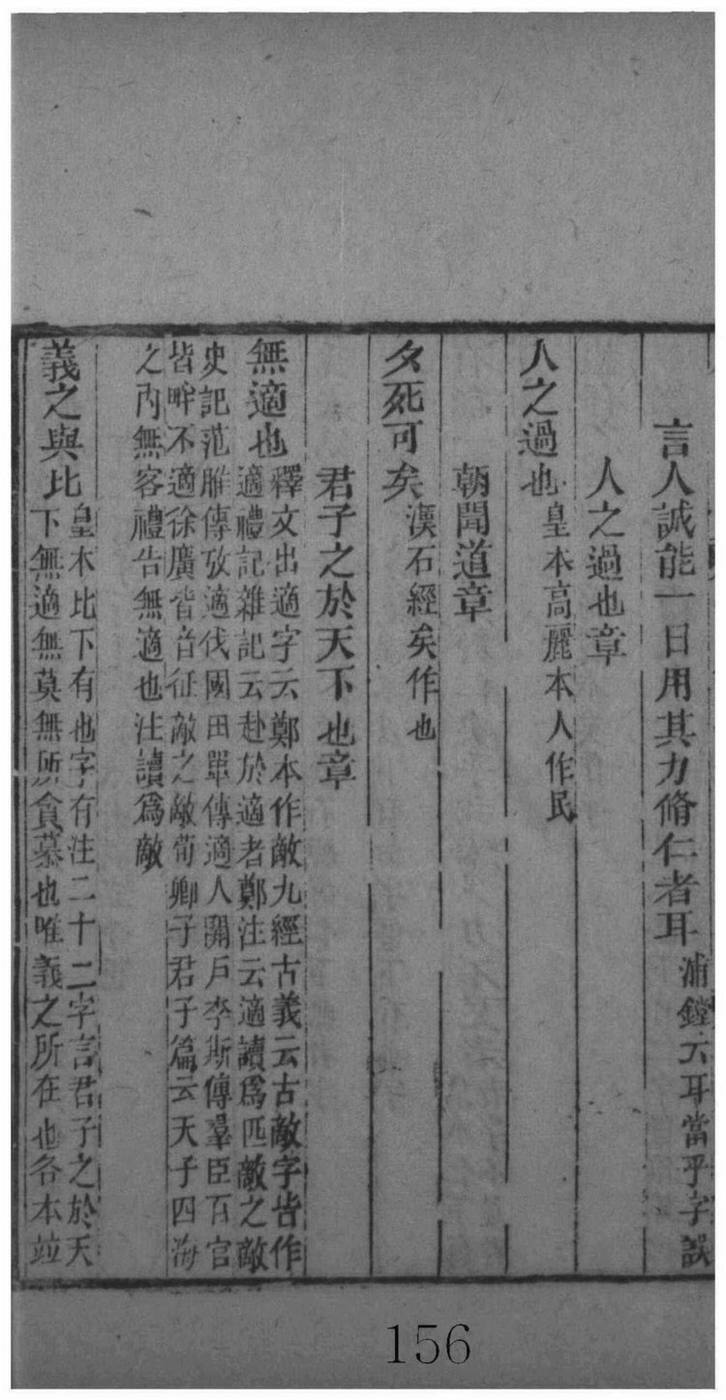 言人誠能一日用其力脩仁者耳浦鏜云耳當乎字誤
人之過也章
人之過也皇本高麗本人作民
朝聞道章
夕死可矣漢石經矣作也
君子之於天下也章
無適也釋文出適字云鄭本作敵九經古義云古敵字皆作
適禮記雜記云赴於適者鄭注云適讀爲匹敵之敵
史記范雎傳攷適伐國田單傳適人開戶李斯傳羣臣百官
皆畔不適徐廣皆音征敵之敵荀卿子君子篇云天子四海
之內無客禮告無適也注讀爲敵
義之與比皇本比下有也字有注二十二字言君子之於天
下無適無莫無所貪慕也唯義之所在也各本竝
156